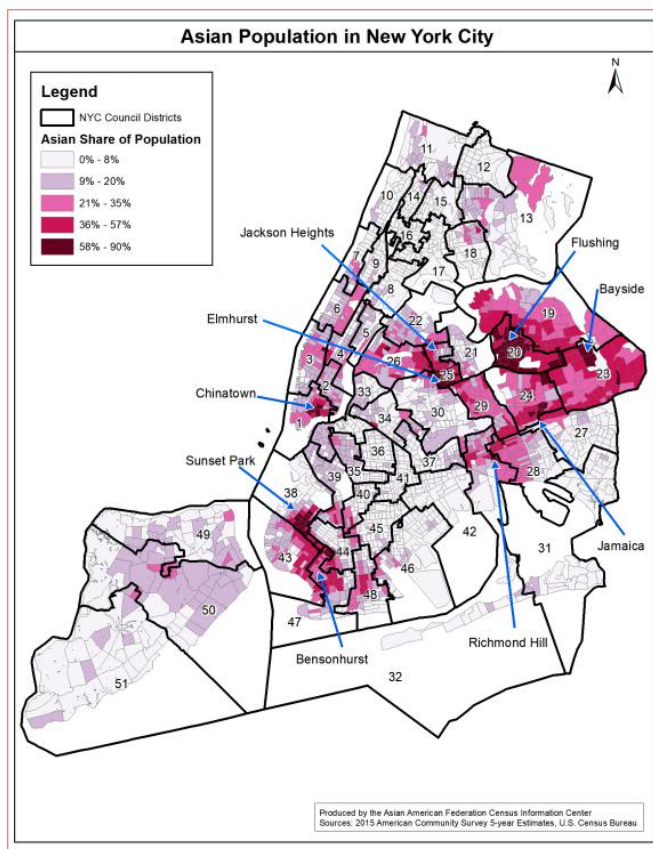 Asian Population in New York City
N
Legend
NYC Council Districts
Asian Share of Population
0% - 8%
9% - 20%
21% - 35%
36% - 57%
58% - 90%
11
12
10
14
15
13
16
Jackson Heights
Flushing
7
9
17
18
8
Bayside
6
22
19
Elmhurst
5
21
20
3
4
26
25
23
Chinatown
2
33
24
1
34
30
29
27
Sunset Park
36
37
28
39
35
38
40
41
49
45
42
31
43
44
Jamaica
50
46
48
47
Richmond Hill
Bensonhurst
51
32
Produced by the Asian American Federation Census Information Center
Sources: 2015 American Community Survey 5-year Estimates, U.S. Census Bureau